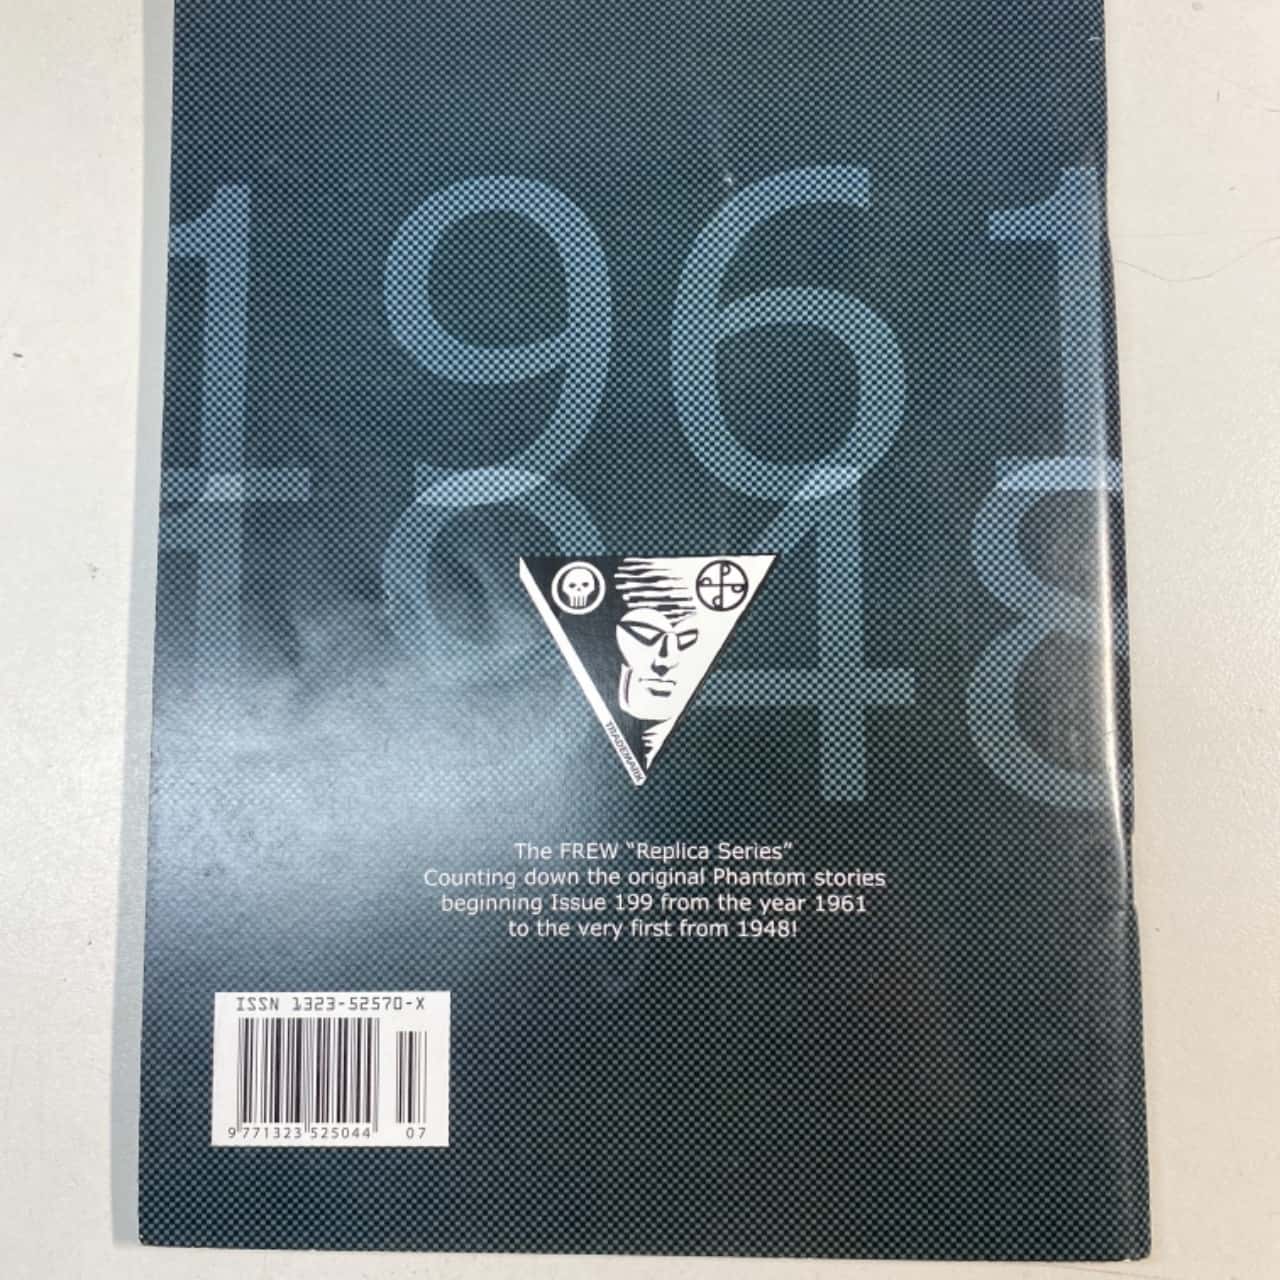 1961
1948
TRADEMARK
The FREW “Replica Series”
Counting down the original Phantom stories
beginning Issue 199 from the year 1961
to the very first from 1948!
ISSN 1323-52570-X
9 771323 525044 07